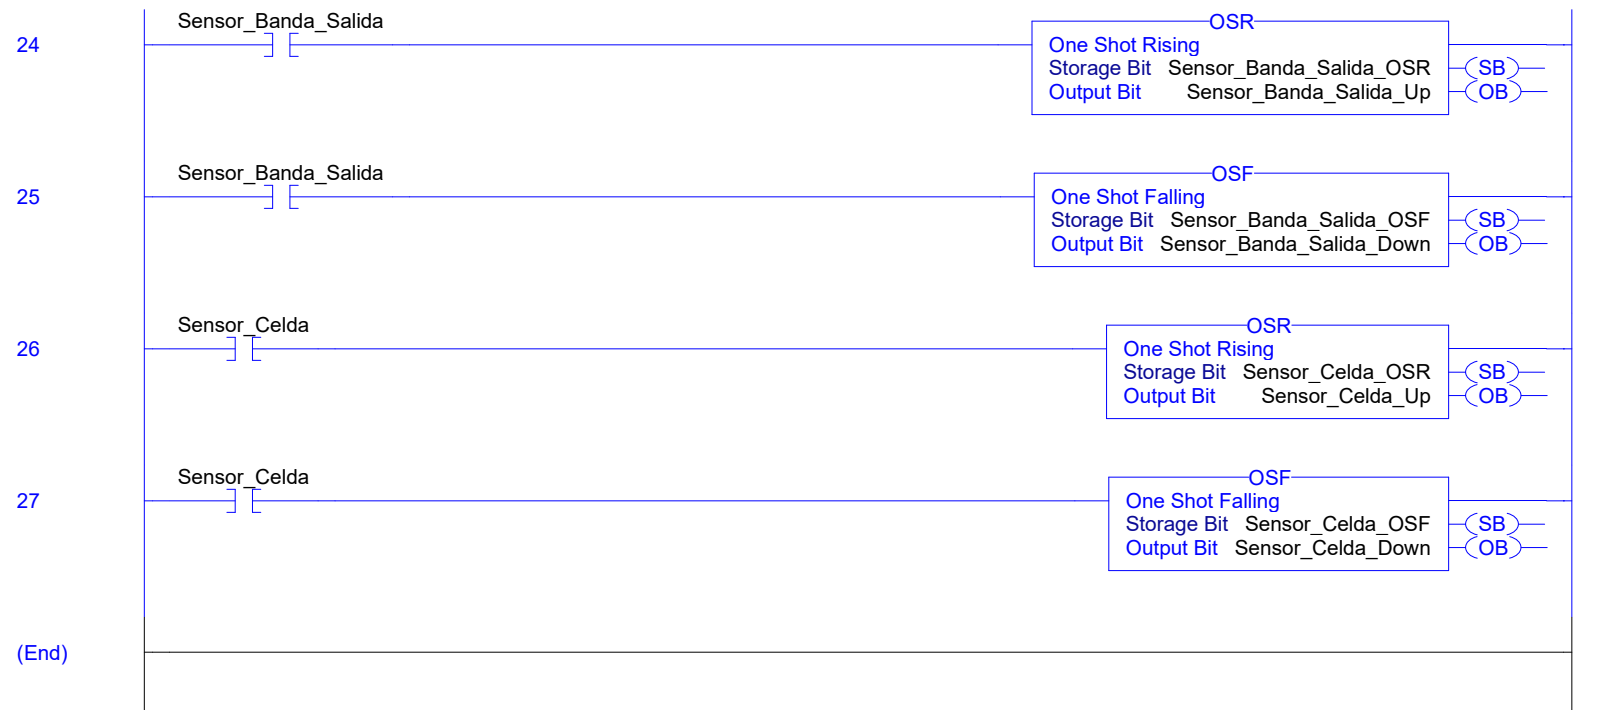 Sensor_Banda_Salida
OSR
24
One Shot Rising
Storage Bit Sensor_Banda_Salida_OSR SB
Output Bit Sensor_Banda_Salida_Up OB
Sensor_Banda_Salida
OSF
25
One Shot Falling
Storage Bit Sensor_Banda_Salida_OSF SB
Output Bit Sensor_Banda_Salida_Down OB
Sensor_Celda
OSR
26
One Shot Rising
Storage Bit Sensor_Celda_OSR SB
Output Bit Sensor_Celda_Up OB
Sensor_Celda
OSF
27
One Shot Falling
Storage Bit Sensor_Celda_OSF SB
Output Bit Sensor_Celda_Down OB
(End)